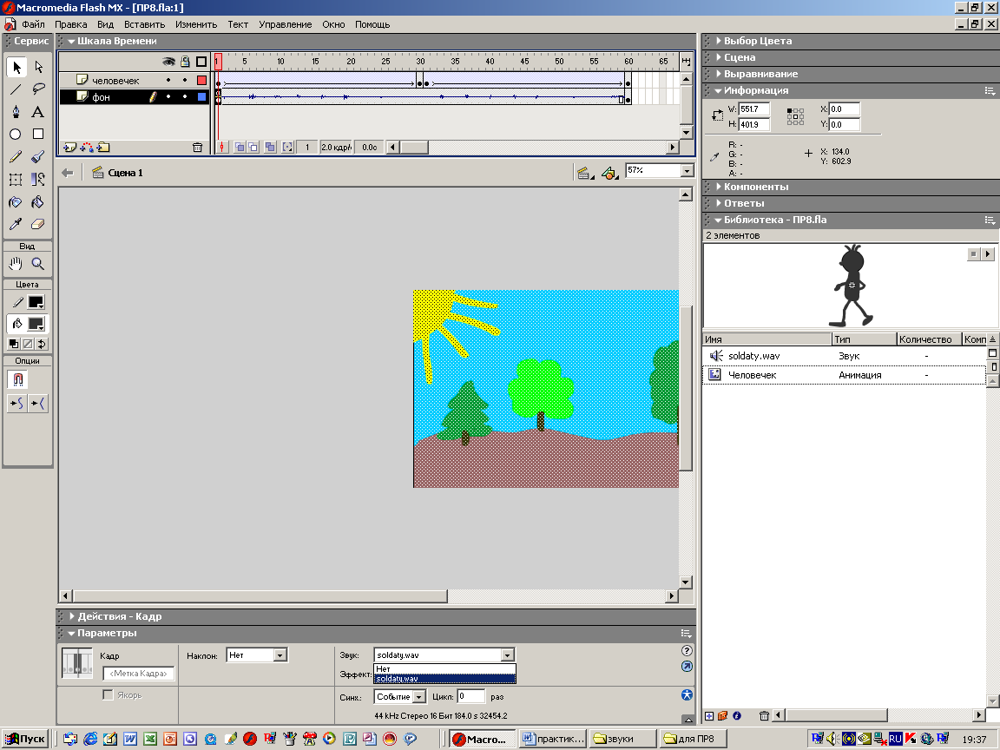 Macromedia Flash MX - [ПР8.fla:1]
Файл Правка Вид Вставить Изменить Тект Управление Окно Помощь
Сервис
Шкала Времени
1 5 10 15 20 25 30 35 40 45 50 55 60 65
человечек
фон
1 2.0 кдр/ 0.0с
Сцена 1
57%
Вид
Цвета
Опции
Выбор Цвета
Сцена
Выравнивание
Информация
W: 551.7 X: 0.0
H: 401.9 Y: 0.0
R: -
G: -
B: -
A: -
X: 134.0
Y: 602.9
Компоненты
Ответы
Библиотека - ПР8.fla
2 элементов
Имя Тип Количество Комп
soldaty.wav Звук -
Человечек Анимация -
Действия - Кадр
Параметры
Кадр
<Метка Кадра>
Якорь
Наклон: Нет
Звук: soldaty.wav
Нет
soldaty.wav
Эффект:
Синх.: Событие Цикл: 0 раз
44 kHz Стерео 16 Бит 184.0 s 32454.2
Пуск
Macro...
практик...
звуки
для ПР8
RU
19:37